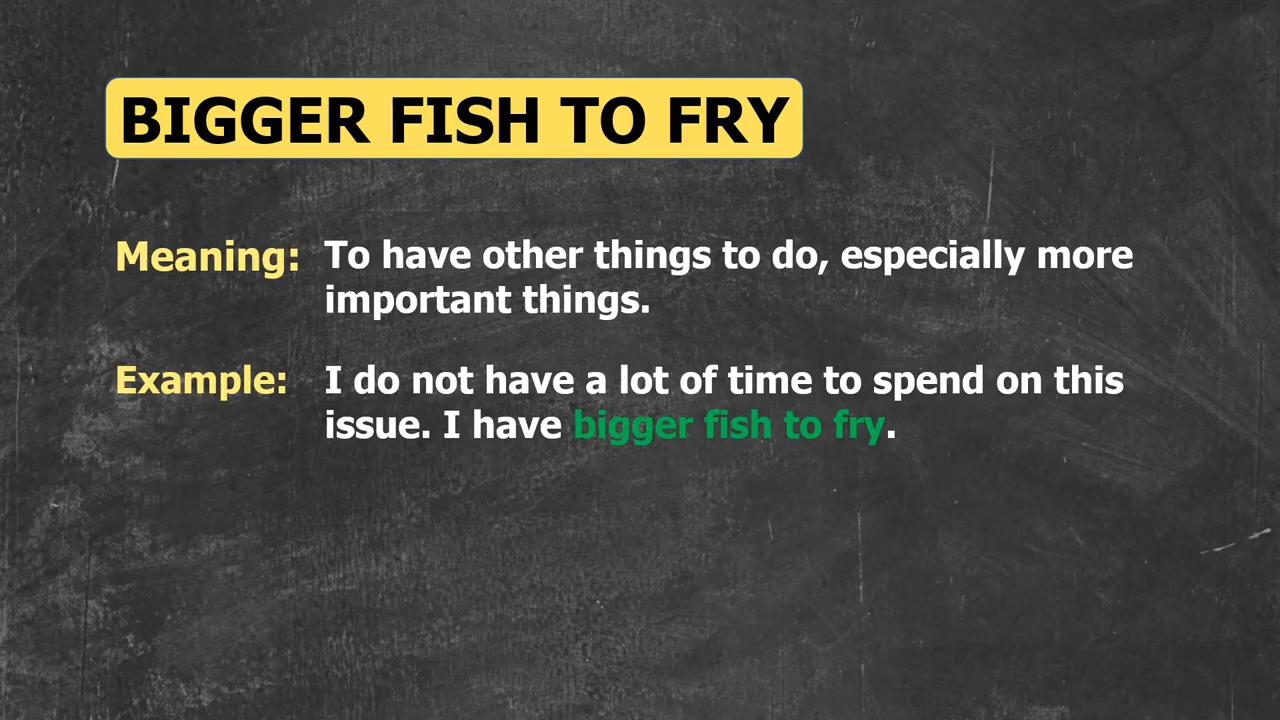 BIGGER FISH TO FRY
Meaning: To have other things to do, especially more
important things.
Example: I do not have a lot of time to spend on this
issue. I have bigger fish to fry.